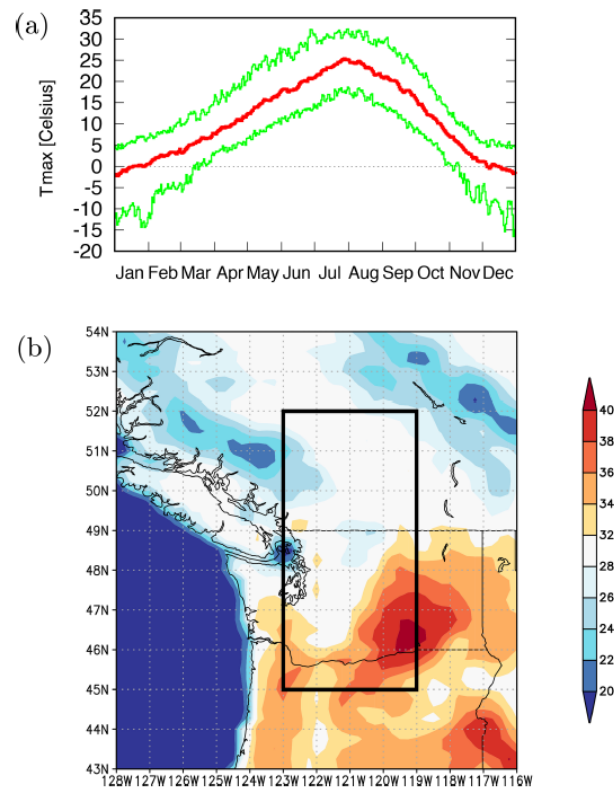 (a)
35
30
25
20
15
10
5
0
-5
-10
-15
-20
Tmax [Celsius]
Jan Feb Mar Apr May Jun Jul Aug Sep Oct Nov Dec
(b)
54N
53N
52N
51N
50N
49N
48N
47N
46N
45N
44N
43N
128W 127W 126W 125W 124W 123W 122W 121W 120W 119W 118W 117W 116W
40
36
34
32
28
26
24
22
20